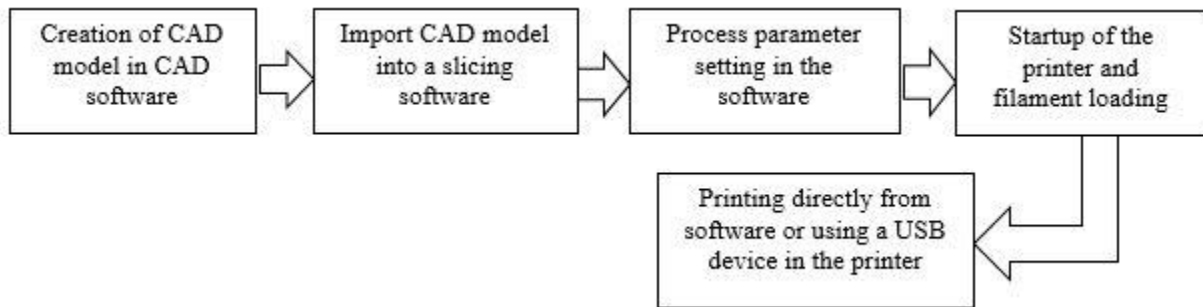 Creation of CAD
model in CAD
software
Import CAD model
into a slicing
software
Process parameter
setting in the
software
Startup of the
printer and
filament loading
Printing directly from
software or using a USB
device in the printer